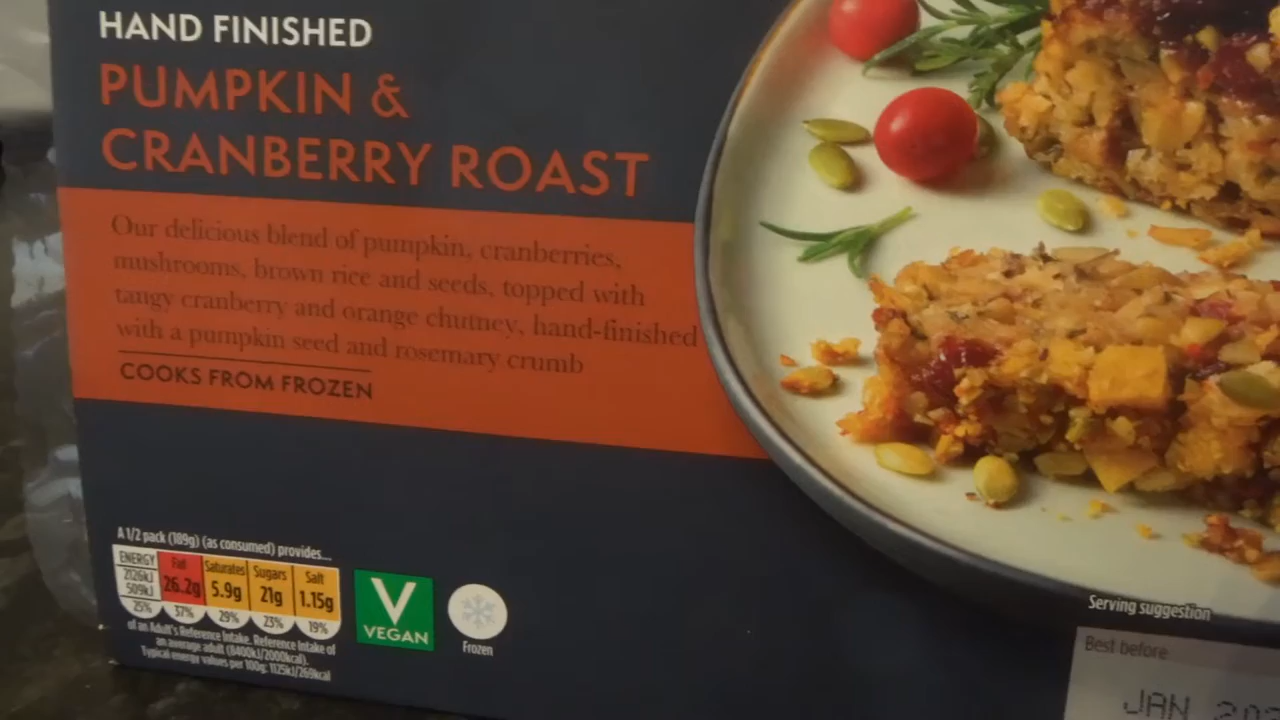 HAND FINISHED
PUMPKIN &
CRANBERRY ROAST
Our delicious blend of pumpkin, cranberries,
mushrooms, brown rice and seeds, topped with
tangy cranberry and orange chutney, hand-finished
with a pumpkin seed and rosemary crumb
COOKS FROM FROZEN
A 1/2 pack (189g) (as consumed) provides...
ENERGY Fat Saturates Sugars Salt
2126kJ 26.2g 5.9g 21g 1.15g
509kJ
25% 37% 29% 23% 19%
of an Adult's Reference Intake. Reference Intake of
an average adult (8400kJ/2000kcal).
Typical energy values per 100g: 1125kJ/269kcal
V
VEGAN
Frozen
Serving suggestion
Best before
JAN